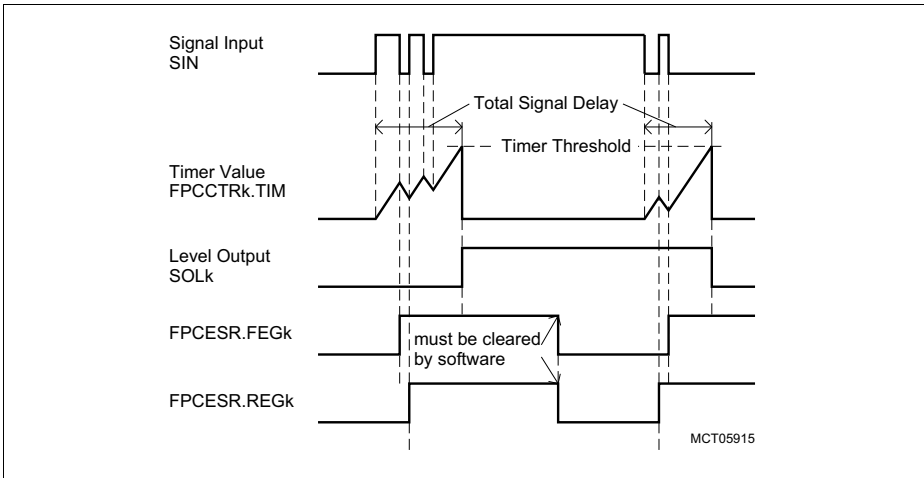 Signal Input
SIN
Total Signal Delay
Timer Threshold
Timer Value
FPCCTRk.TIM
Level Output
SOLk
FPCESR.FEGk
must be cleared
by software
FPCESR.REGk
MCT05915